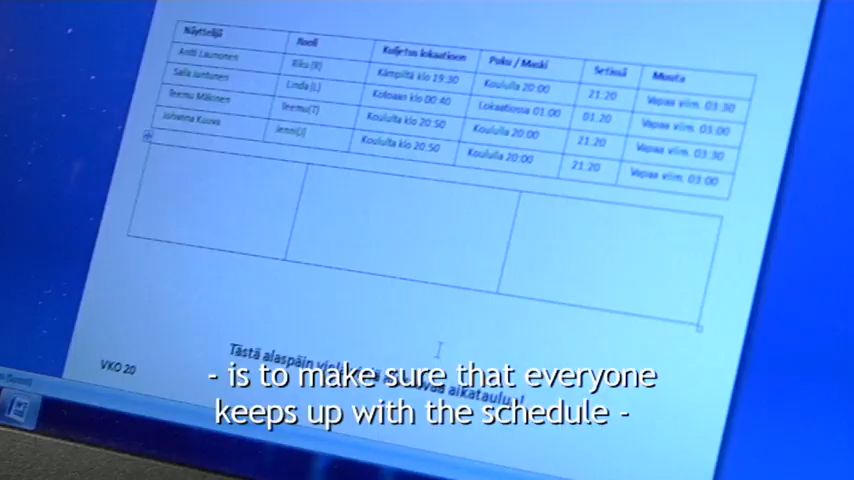 Näyttelijä Rooli Kuljetus lokaatioon Puku / Maski Setissä Muuta
Antti Launonen Riku (R) Kämpiltä klo 19:30 Koululla 20:00 21:20 Vapaa viim. 03:30
Salla Juntunen Linda (L) Kotoaan klo 00:40 Lokaatiossa 01:00 01:20 Vapaa viim. 03:00
Teemu Mäkinen Teemu(T) Koululta klo 20:50 Koululla 20:00 21:20 Vapaa viim. 03:30
Johanna Kuuva Jenni(J) Koululta klo 20:50 Koululla 20:00 21:20 Vapaa viim. 03:00
Tästä alaspäin aikataulu
VKO 20
- is to make sure that everyone
keeps up with the schedule -